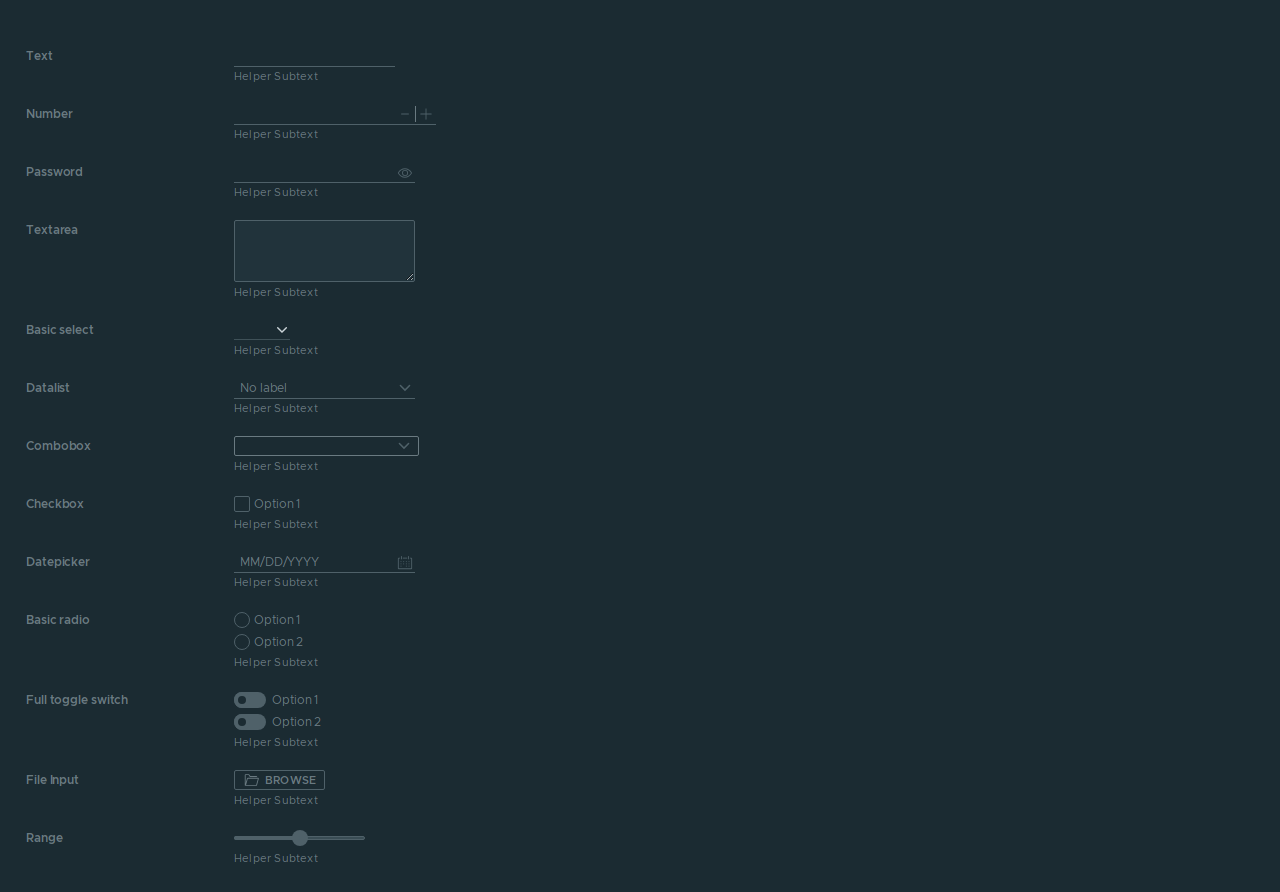 Text
Helper Subtext
Number
Helper Subtext
Password
Helper Subtext
Textarea
Helper Subtext
Basic select
Helper Subtext
Datalist No label
Helper Subtext
Combobox
Helper Subtext
Checkbox Option 1
Helper Subtext
Datepicker MM/DD/YYYY
Helper Subtext
Basic radio Option 1
Option 2
Helper Subtext
Full toggle switch Option 1
Option 2
Helper Subtext
File Input BROWSE
Helper Subtext
Range
Helper Subtext